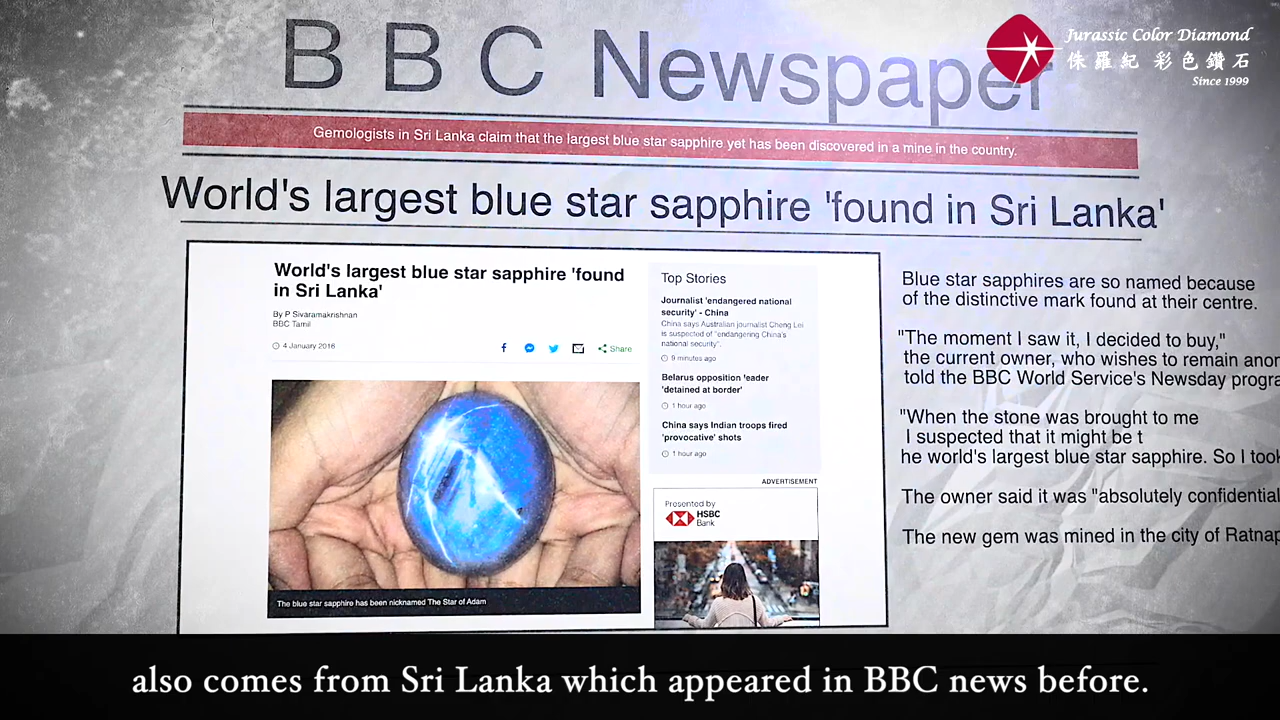 BBC Newspaper
Jurassic Color Diamond
侏羅紀 彩色鑽石
Since 1999
Gemologists in Sri Lanka claim that the largest blue star sapphire yet has been discovered in a mine in the country.
World's largest blue star sapphire 'found in Sri Lanka'
World's largest blue star sapphire 'found
in Sri Lanka'
By P Sivaramakrishnan
BBC Tamil
4 January 2016
Share
The blue star sapphire has been nicknamed The Star of Adam
Top Stories
Journalist 'endangered national
security' - China
China says Australian journalist Cheng Lei
is suspected of "endangering China's
national security".
9 minutes ago
Belarus opposition leader
'detained at border'
1 hour ago
China says Indian troops fired
'provocative' shots
1 hour ago
ADVERTISEMENT
Presented by
HSBC
Bank
Blue star sapphires are so named because
of the distinctive mark found at their centre.
"The moment I saw it, I decided to buy,"
the current owner, who wishes to remain anon
told the BBC World Service's Newsday progra
"When the stone was brought to me
I suspected that it might be t
he world's largest blue star sapphire. So I took
The owner said it was "absolutely confidential
The new gem was mined in the city of Ratnap
also comes from Sri Lanka which appeared in BBC news before.